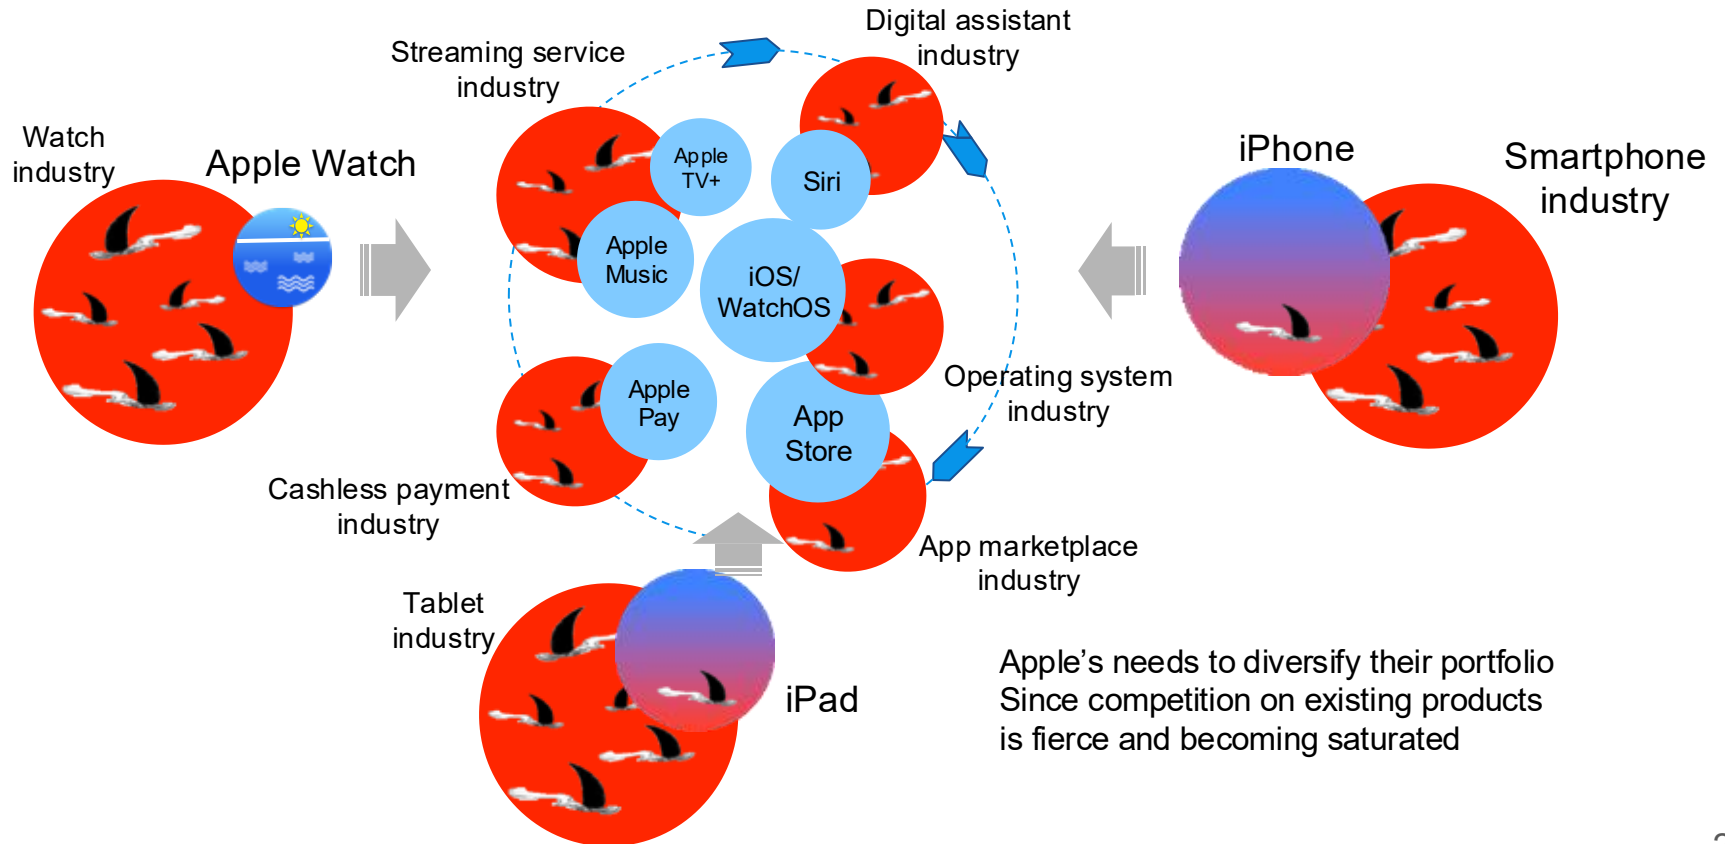 Digital assistant
industry
Streaming service
industry
Watch
industry
Apple Watch
Apple
TV+
Siri
iPhone
Smartphone
industry
Apple
Music
iOS/
WatchOS
Apple
Pay
App
Store
Operating system
industry
Cashless payment
industry
App marketplace
industry
Tablet
industry
iPad
Apple’s needs to diversify their portfolio
Since competition on existing products
is fierce and becoming saturated